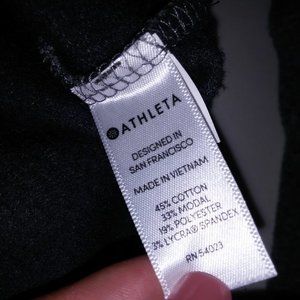 ATHLETA
DESIGNED IN
SAN FRANCISCO
MADE IN VIETNAM
45% COTTON
33% MODAL
19% POLYESTER
3% LYCRA® SPANDEX
RN 54023